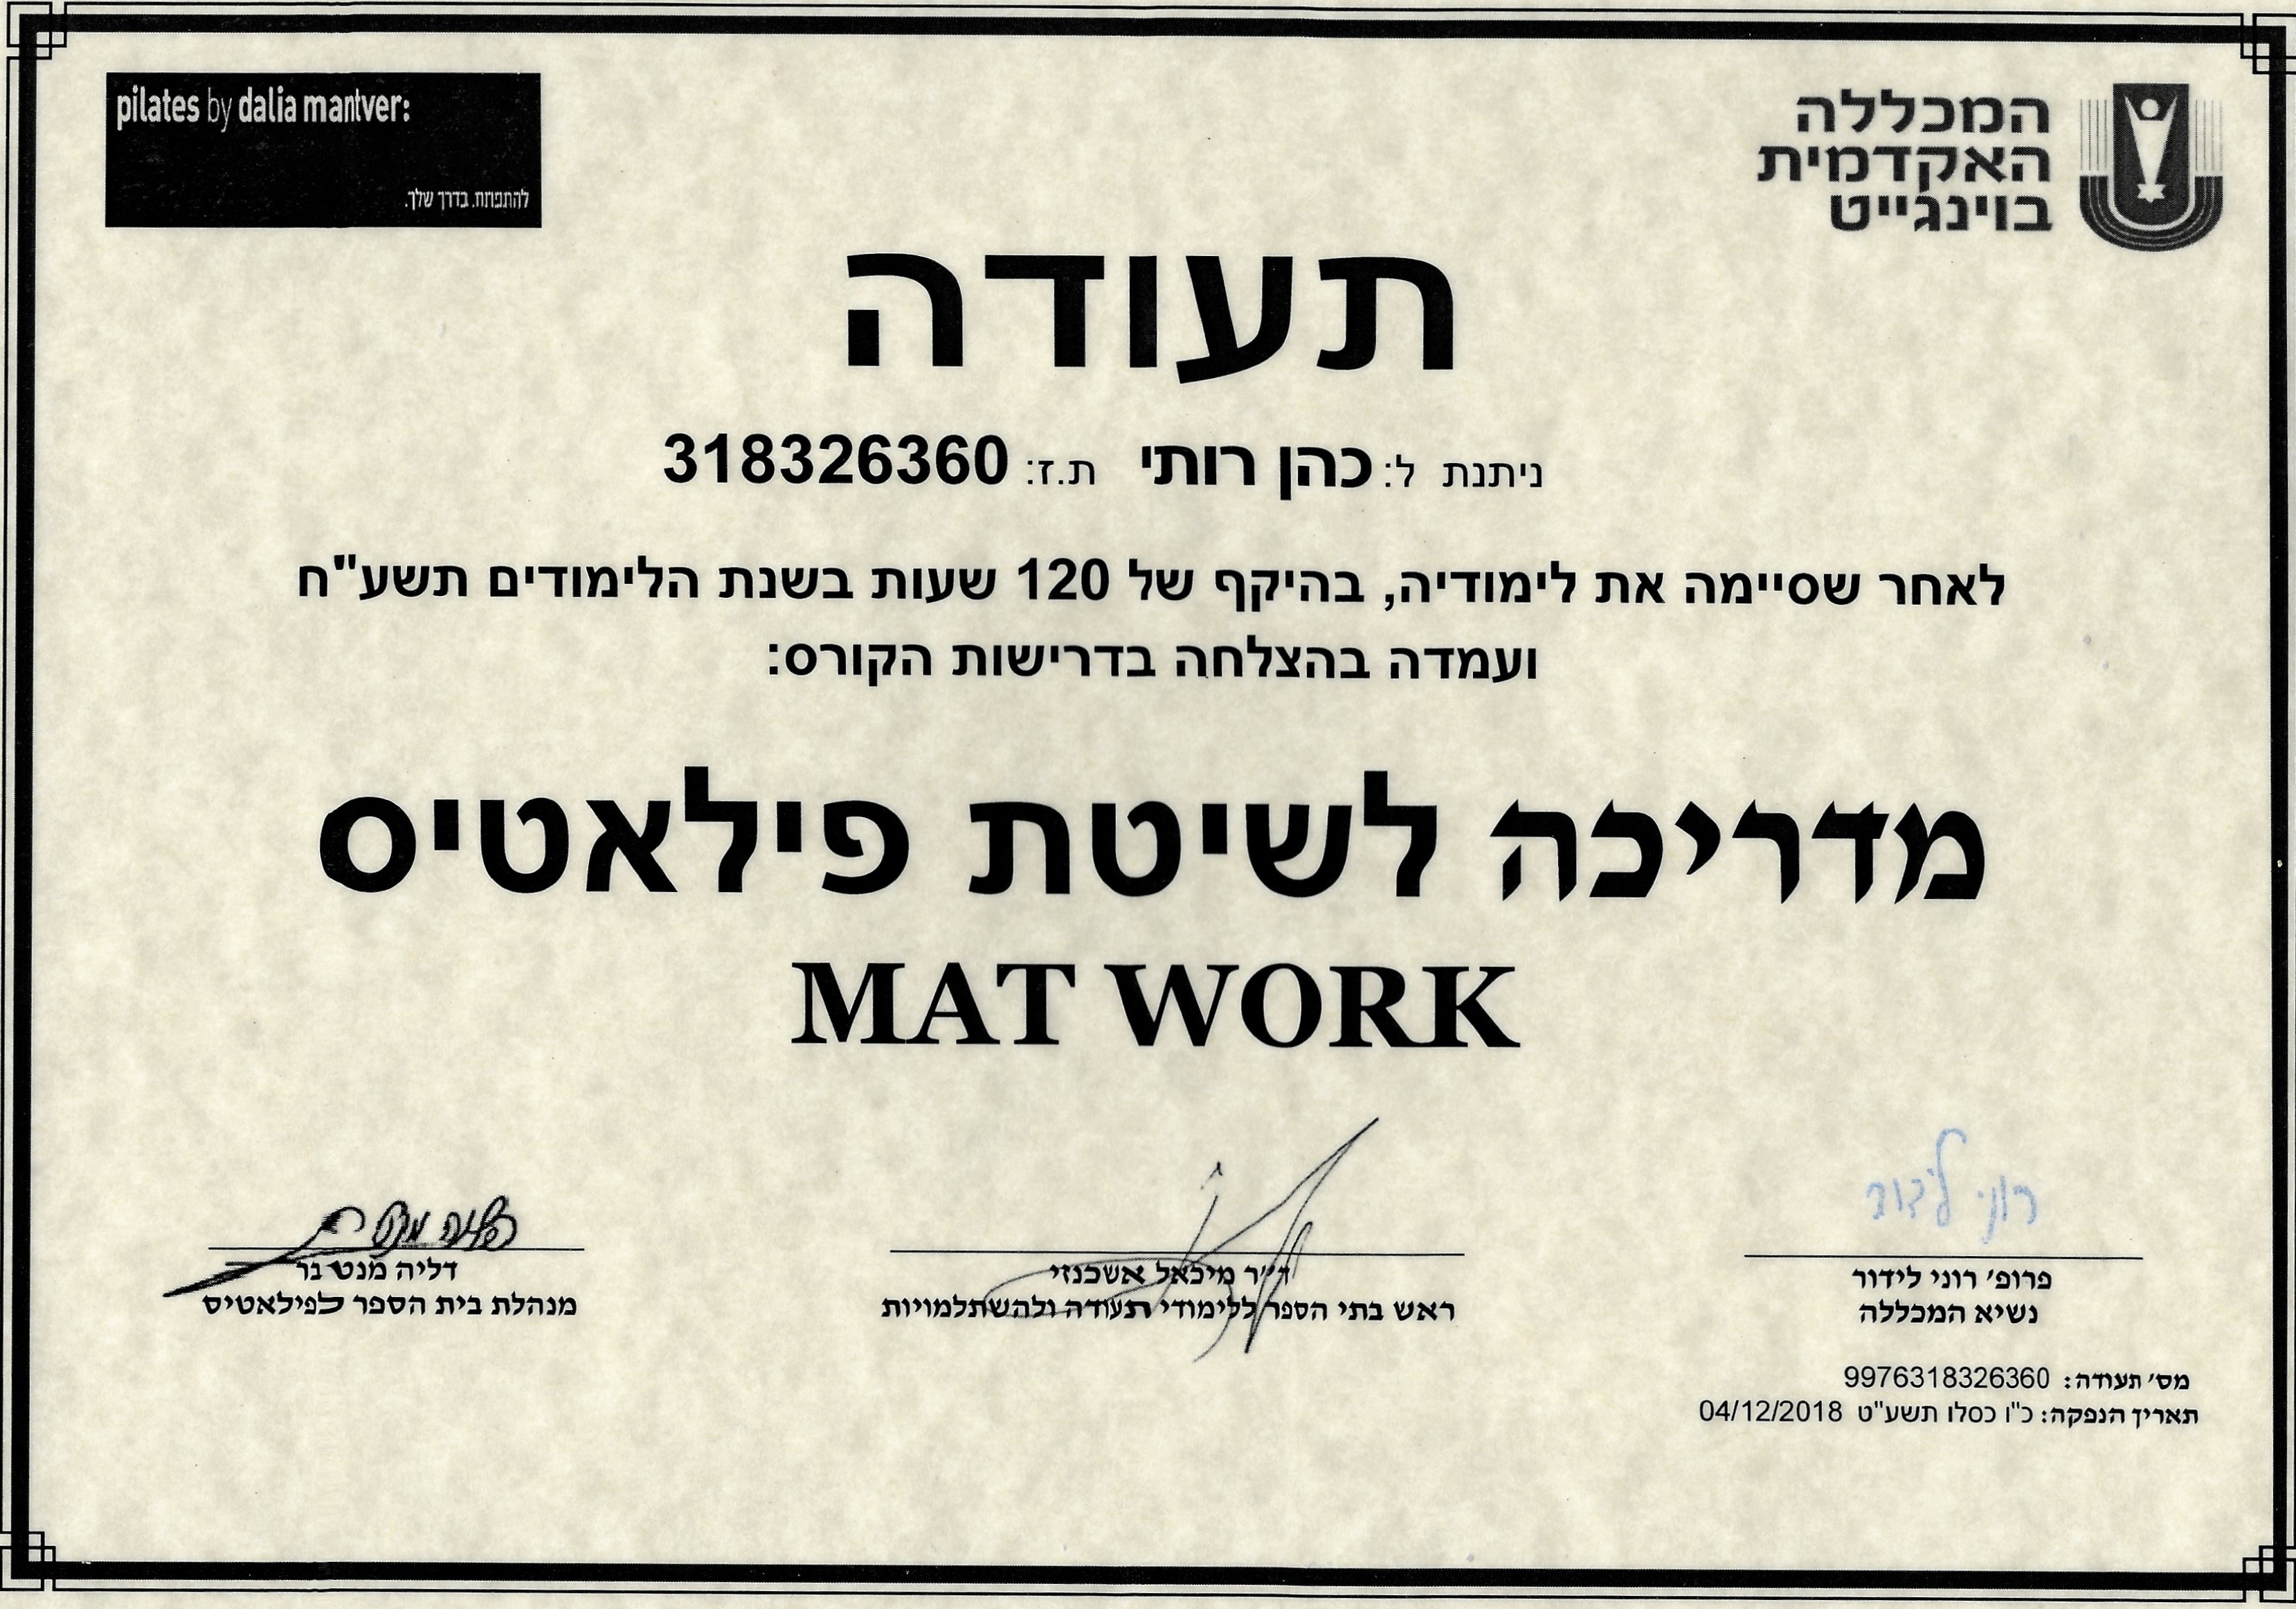 המכללה
האקדמית
בוינגייט
pilates by dalia mantver:
להתפתח. בדרך שלך.
תעודה
ניתנת ל: כהן רותי ת.ז: 318326360
לאחר שסיימה את לימודיה, בהיקף של 120 שעות בשנת הלימודים תשע"ח
ועמדה בהצלחה בדרישות הקורס:
מדריכה לשיטת פילאטיס
MAT WORK
רוני לידור
דליה מנט בר
פרופ' רוני לידור
נשיא המכללה
ד"ר מיכאל אשכנזי
ראש בתי הספר ללימודי תעודה ולהשתלמויות
דליה מנט בר
מנהלת בית הספר לפילאטיס
מס' תעודה: 9976318326360
תאריך הנפקה: כ"ו כסלו תשע"ט 04/12/2018